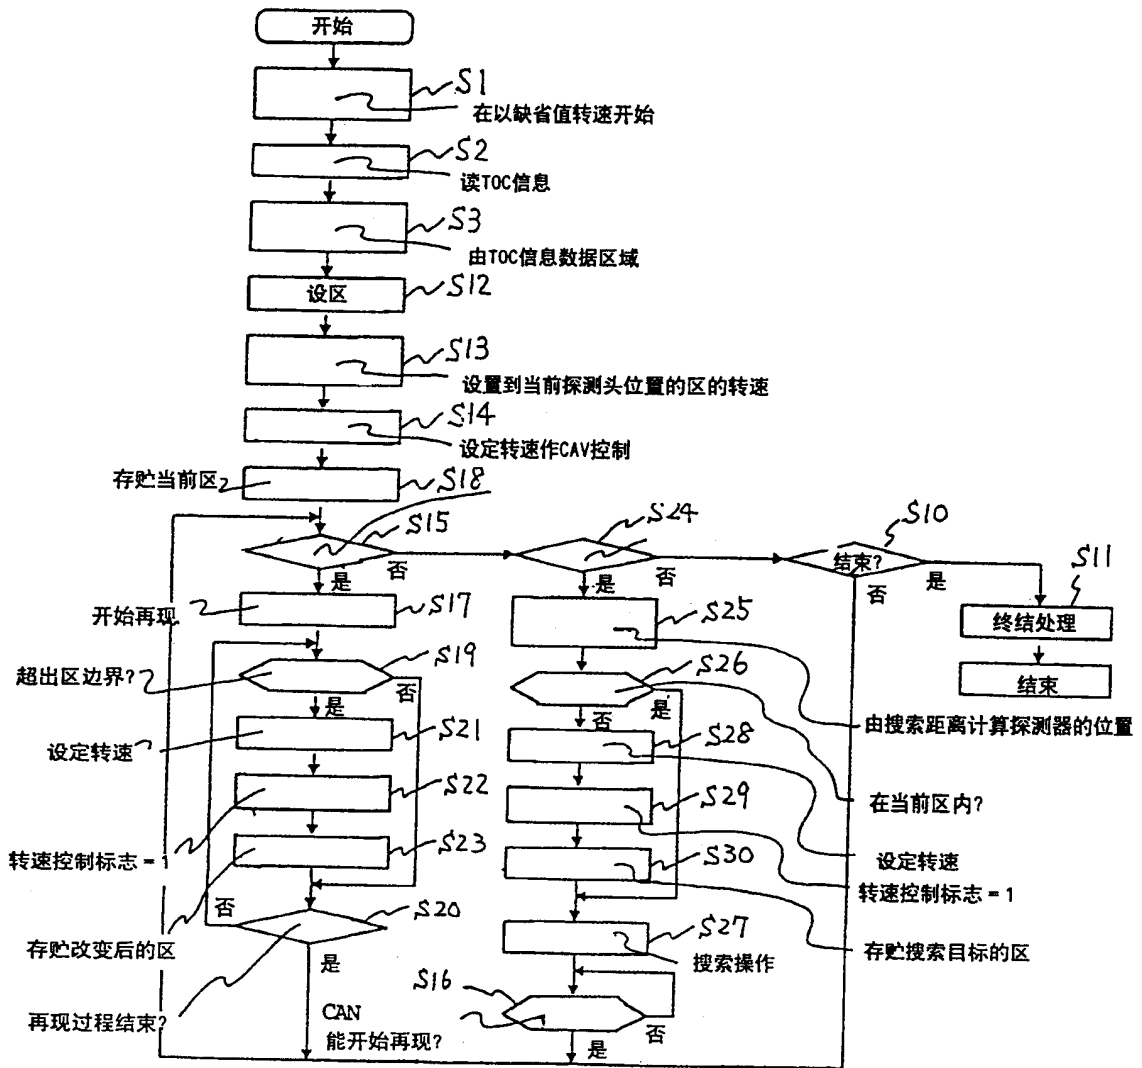 开始
S1
在以缺省值转速开始
S2
读TOC信息
S3
由TOC信息数据区域
设区
S12
S13
设置到当前探测头位置的区的转速
S14
设定转速作CAV控制
存贮当前区
S18
S15
S24
S10
结束?
是
否
是
否
否
是
S11
开始再现
S17
S25
终结处理
超出区边界?
S19
S26
结束
否
是
否
是
由搜索距离计算探测器的位置
设定转速
S21
S28
S22
S29
在当前区内?
转速控制标志=1
S23
S30
设定转速
转速控制标志=1
否
S20
S27
存贮改变后的区
搜索操作
存贮搜索目标的区
是
S16
再现过程结束?
CAN
能开始再现?
否
是